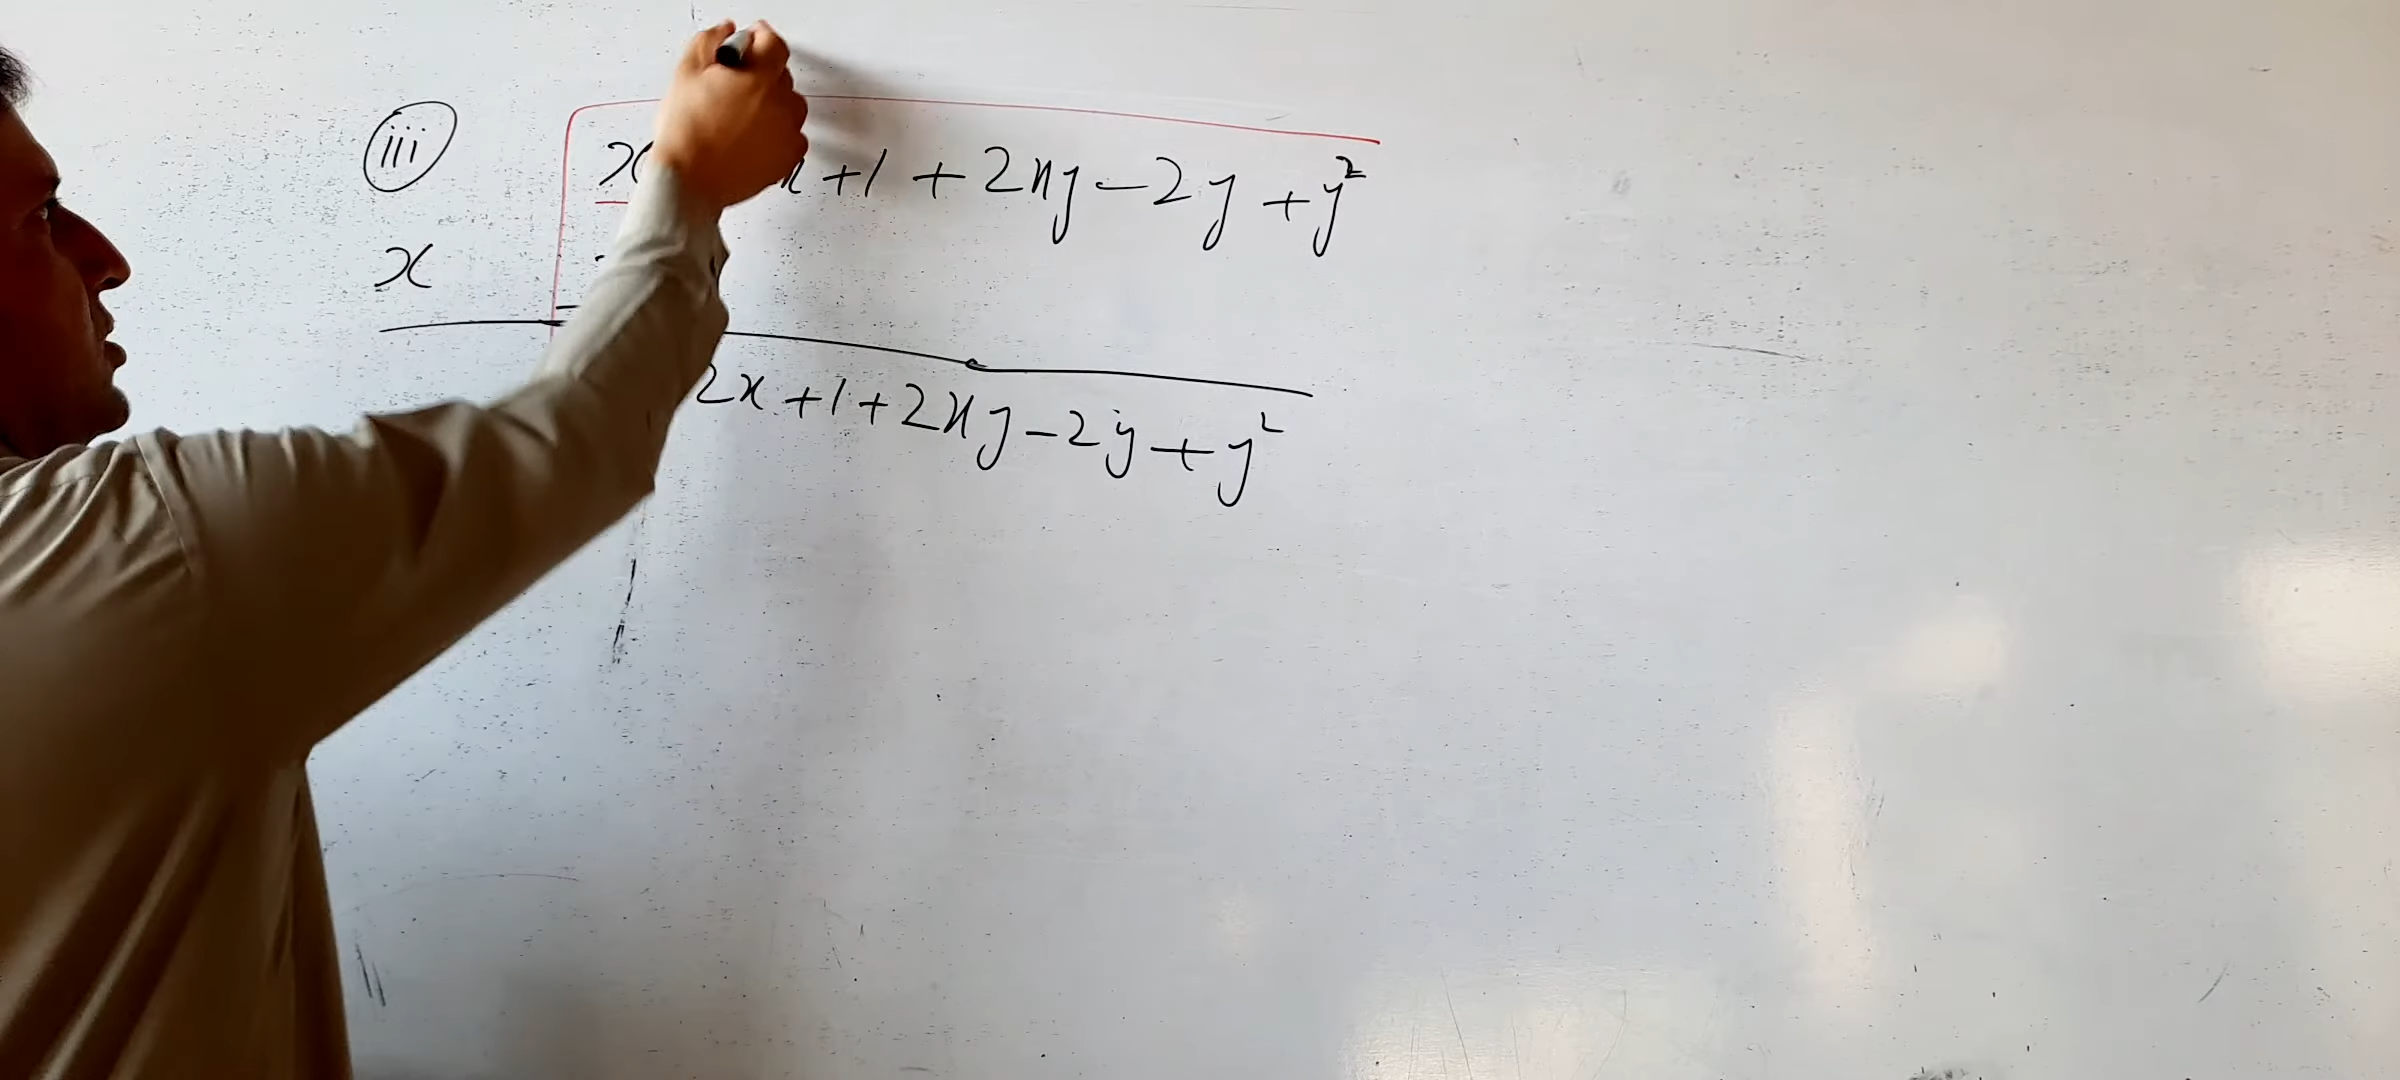 iii x +1 + 2xy - 2y + y²
x
2x + 1 + 2xy - 2y + y²